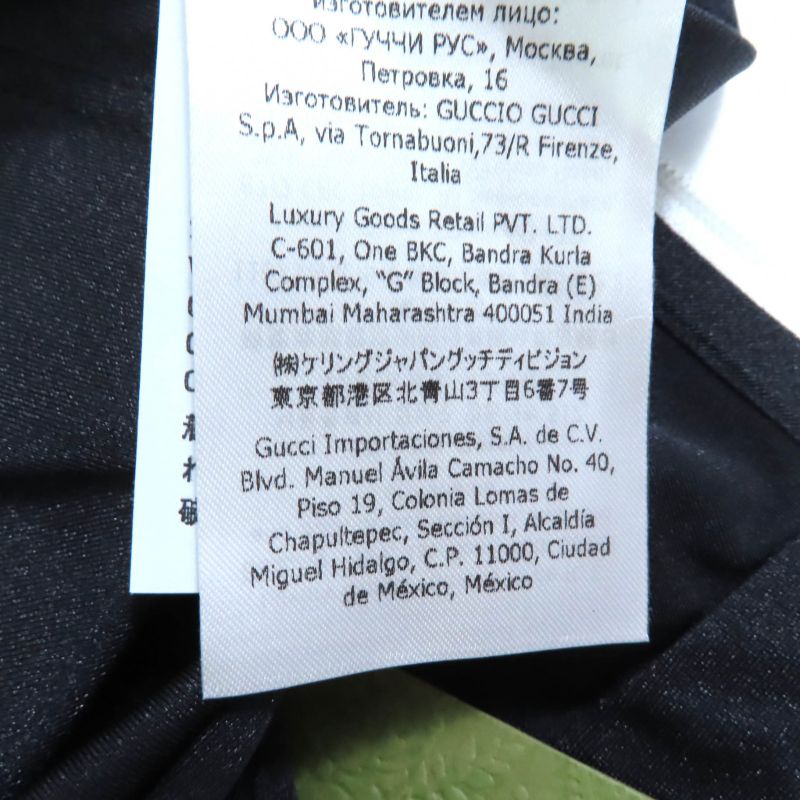 изготовителем лицо:
ООО «ГУЧЧИ РУС», Москва,
Петровка, 16
Изготовитель: GUCCIO GUCCI
S.p.A, via Tornabuoni,73/R Firenze,
Italia
Luxury Goods Retail PVT. LTD.
C-601, One BKC, Bandra Kurla
Complex, “G” Block, Bandra (E)
Mumbai Maharashtra 400051 India
㈱ケリングジャパングッチディビジョン
東京都港区北青山3丁目6番7号
Gucci Importaciones, S.A. de C.V.
Blvd. Manuel Ávila Camacho No. 40,
Piso 19, Colonia Lomas de
Chapultepec, Sección I, Alcaldía
Miguel Hidalgo, C.P. 11000, Ciudad
de México, México